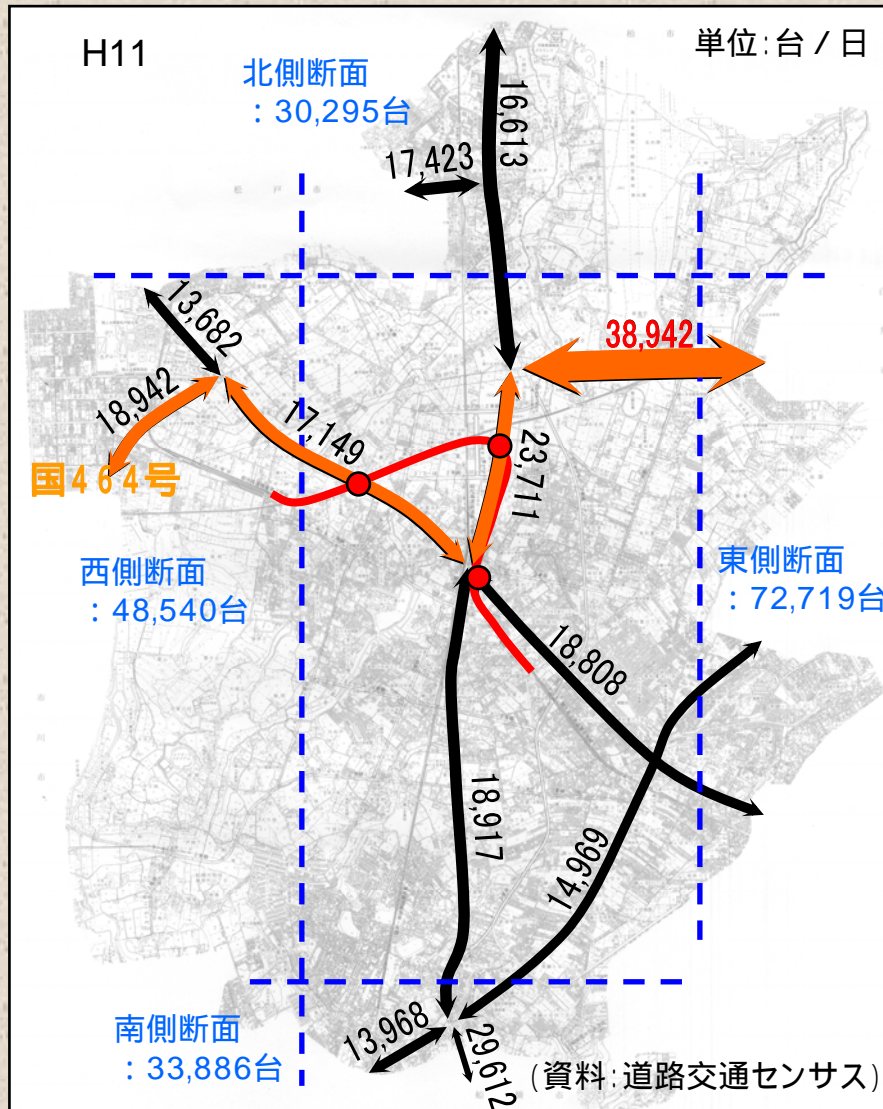 H11
単位:台/日
北側断面
:30,295台
16,613
17,423
13,682
38,942
18,942
17,149
23,711
国464号
西側断面
:48,540台
東側断面
:72,719台
18,808
18,917
14,969
南側断面
:33,886台
13,968
29,612
(資料:道路交通センサス)